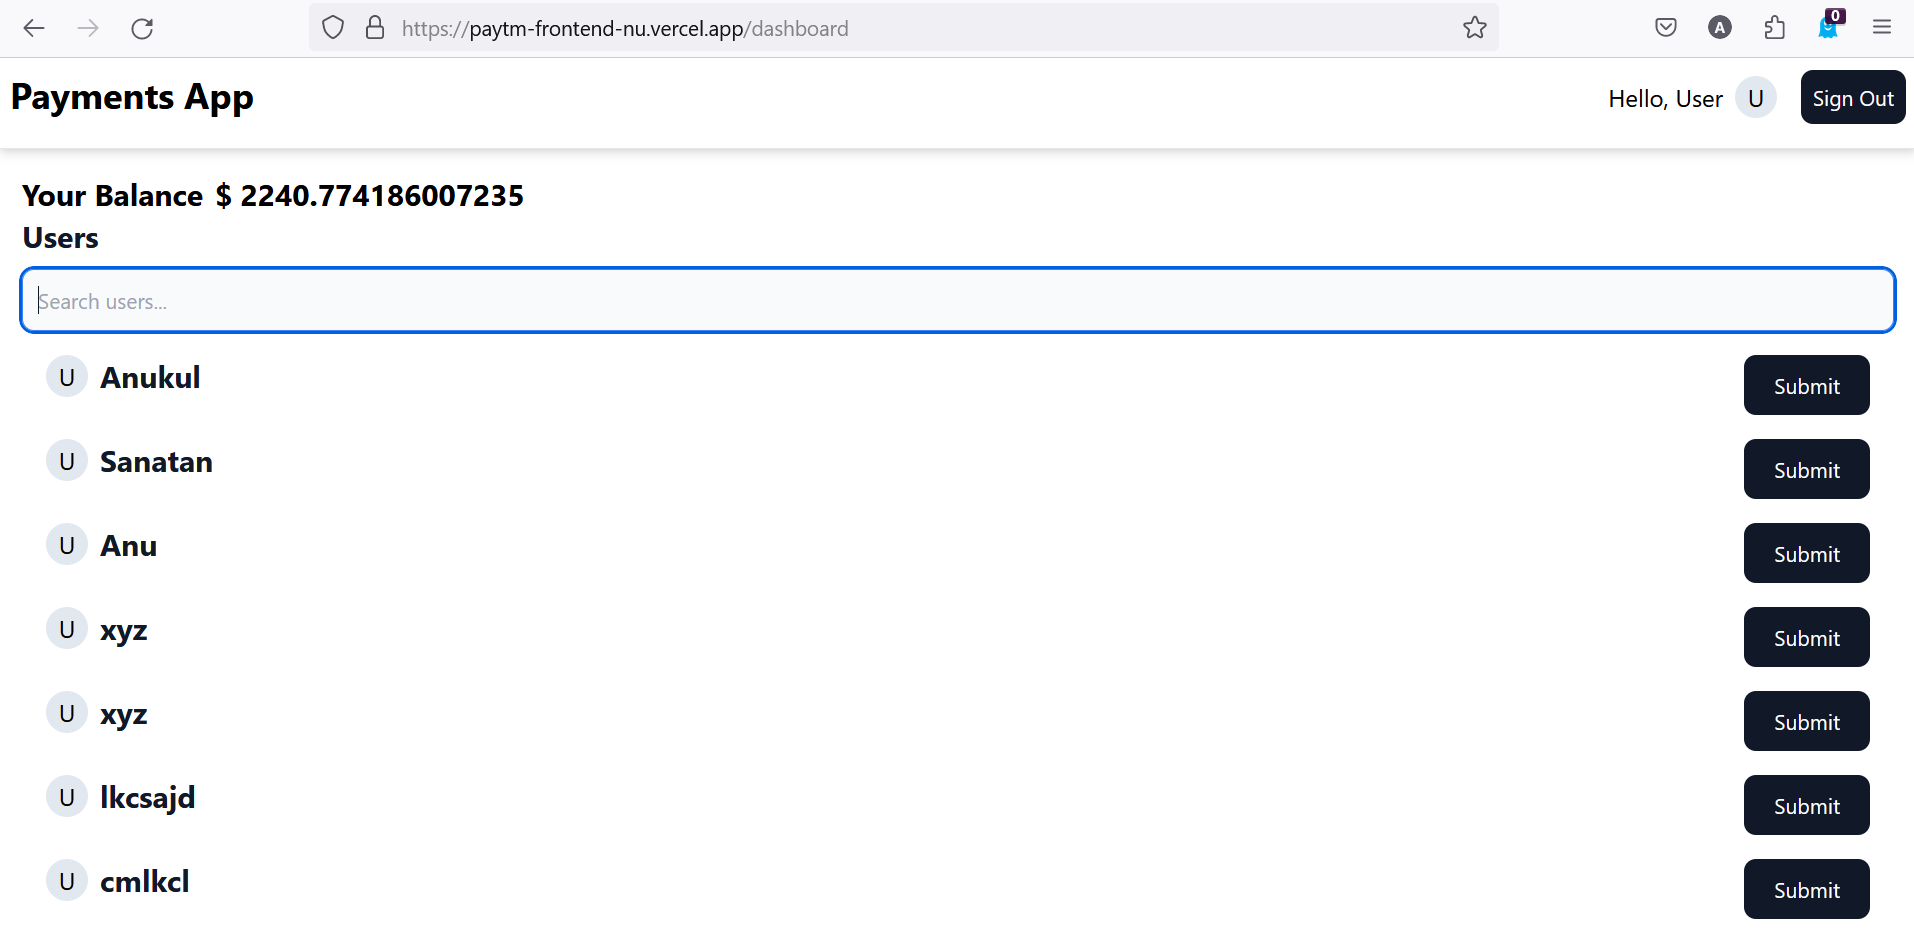 https://paytm-frontend-nu.vercel.app/dashboard
A
0
Payments App
Hello, User U Sign Out
Your Balance $ 2240.774186007235
Users
Search users...
U Anukul Submit
U Sanatan Submit
U Anu Submit
U xyz Submit
U xyz Submit
U lkcsajd Submit
U cmlkcl Submit